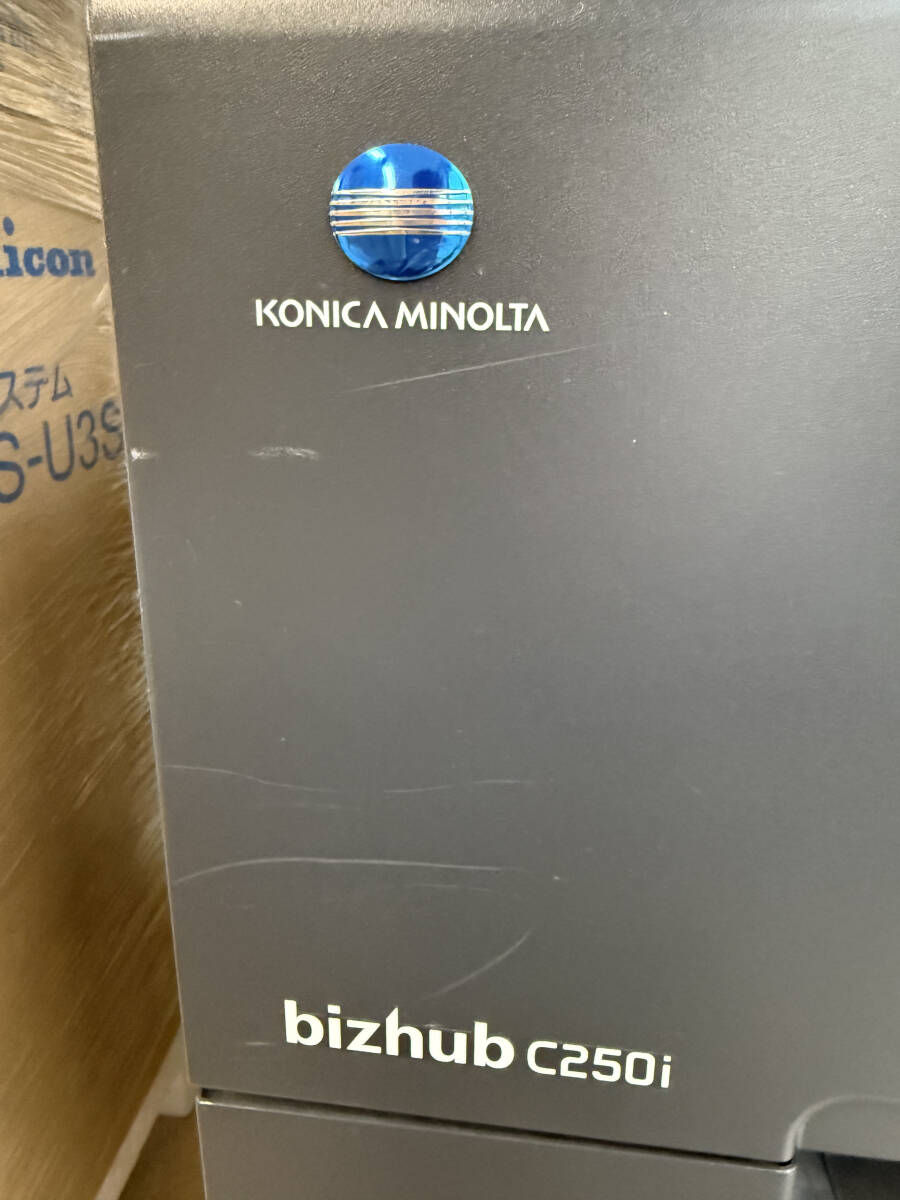 KONICA MINOLTA
icon
ステム
S-U3S
bizhub C250i